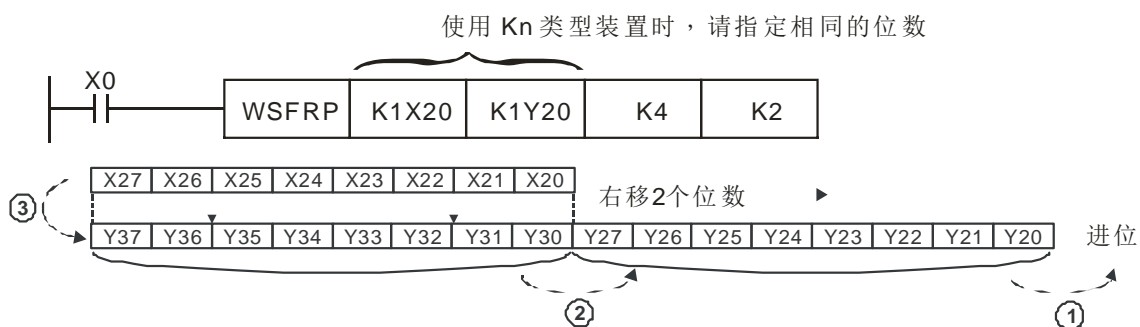 使用 Kn 类型装置时，请指定相同的位数
X0
WSFRP K1X20 K1Y20 K4 K2
X27 X26 X25 X24 X23 X22 X21 X20
右移2个位数
③
Y37 Y36 Y35 Y34 Y33 Y32 Y31 Y30 Y27 Y26 Y25 Y24 Y23 Y22 Y21 Y20
进位
② ①